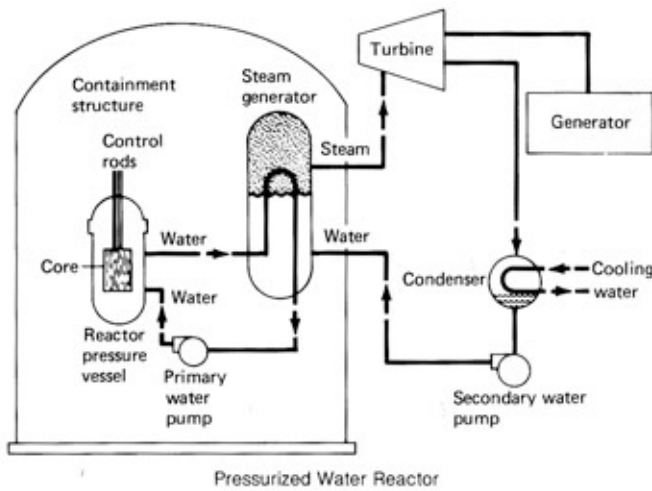 Containment
structure
Steam
generator
Turbine
Generator
Control
rods
Steam
Water
Water
Core
Water
Condenser
Cooling
water
Reactor
pressure
vessel
Primary
water
pump
Secondary water
pump
Pressurized Water Reactor